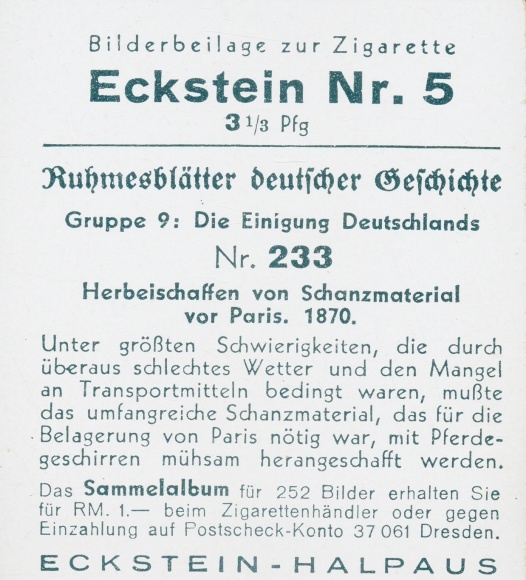 Bilderbeilage zur Zigarette
Eckstein Nr. 5
3 1/3 Pfg
Ruhmesblätter deutscher Geschichte
Gruppe 9: Die Einigung Deutschlands
Nr. 233
Herbeischaffen von Schanzmaterial
vor Paris. 1870.
Unter größten Schwierigkeiten, die durch
überaus schlechtes Wetter und den Mangel
an Transportmitteln bedingt waren, mußte
das umfangreiche Schanzmaterial, das für die
Belagerung von Paris nötig war, mit Pferde-
geschirren mühsam herangeschafft werden.
Das Sammelalbum für 252 Bilder erhalten Sie
für RM. 1.— beim Zigarettenhändler oder gegen
Einzahlung auf Postscheck-Konto 37 061 Dresden.
ECKSTEIN-HALPAUS